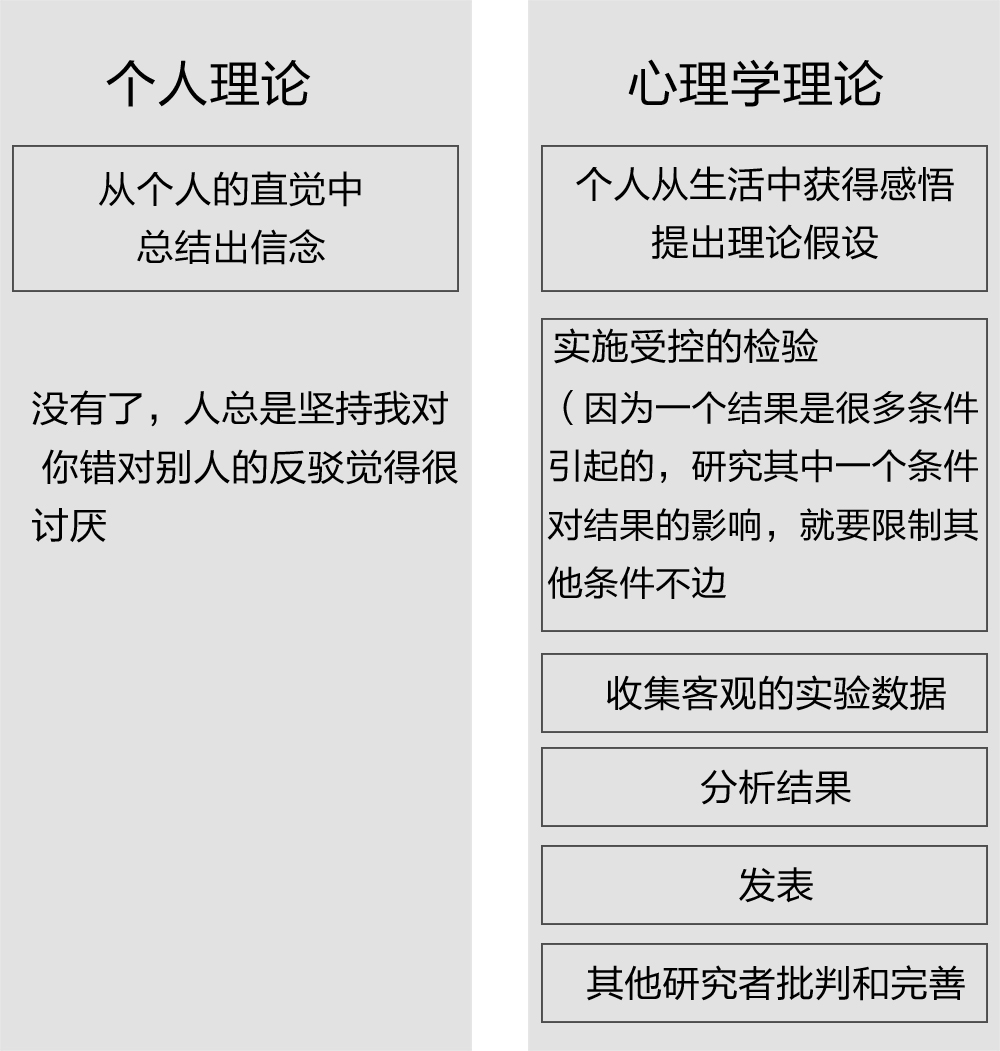 个人理论
从个人的直觉中
总结出信念
没有了，人总是坚持我对
你错对别人的反驳觉得很
讨厌
心理学理论
个人从生活中获得感悟
提出理论假设
实施受控的检验
（因为一个结果是很多条件
引起的，研究其中一个条件
对结果的影响，就要限制其
他条件不边
收集客观的实验数据
分析结果
发表
其他研究者批判和完善